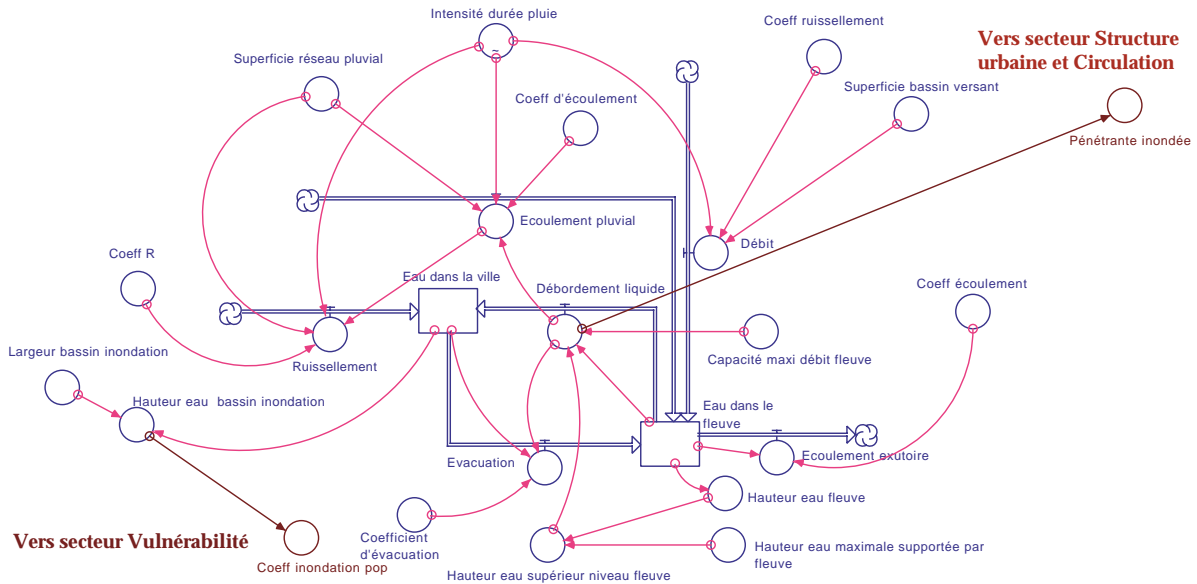 Intensité durée pluie
Coeff ruissellement
Vers secteur Structure
urbaine et Circulation
Superficie réseau pluvial
Superficie bassin versant
Coeff d'écoulement
~
Pénétrante inondée
Ecoulement pluvial
Débit
Coeff R
Eau dans la ville
Débordement liquide
Coeff écoulement
Largeur bassin inondation
Ruissellement
Capacité maxi débit fleuve
Hauteur eau bassin inondation
Eau dans le
fleuve
Evacuation
Ecoulement exutoire
Hauteur eau fleuve
Vers secteur Vulnérabilité
Coefficient
d'évacuation
Coeff inondation pop
Hauteur eau supérieur niveau fleuve
Hauteur eau maximale supportée par
fleuve